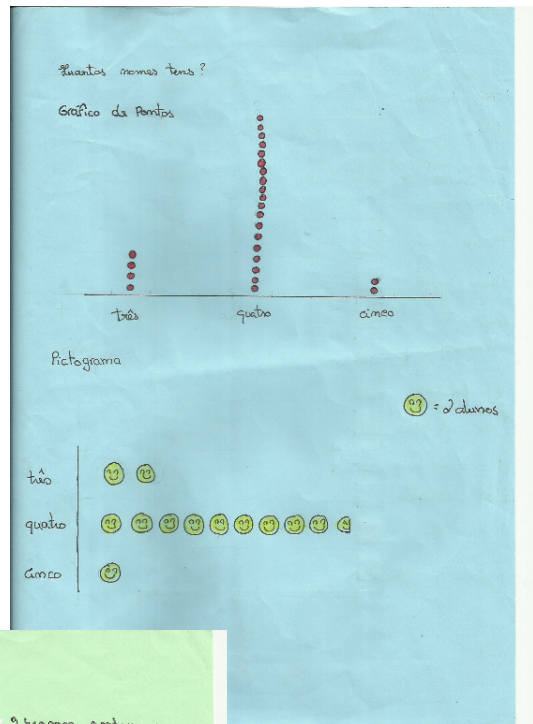 Quantos nomes tens?
Gráfico de Pontos
três quatro cinco
Pictograma
= 2 alunos
três
quatro
cinco